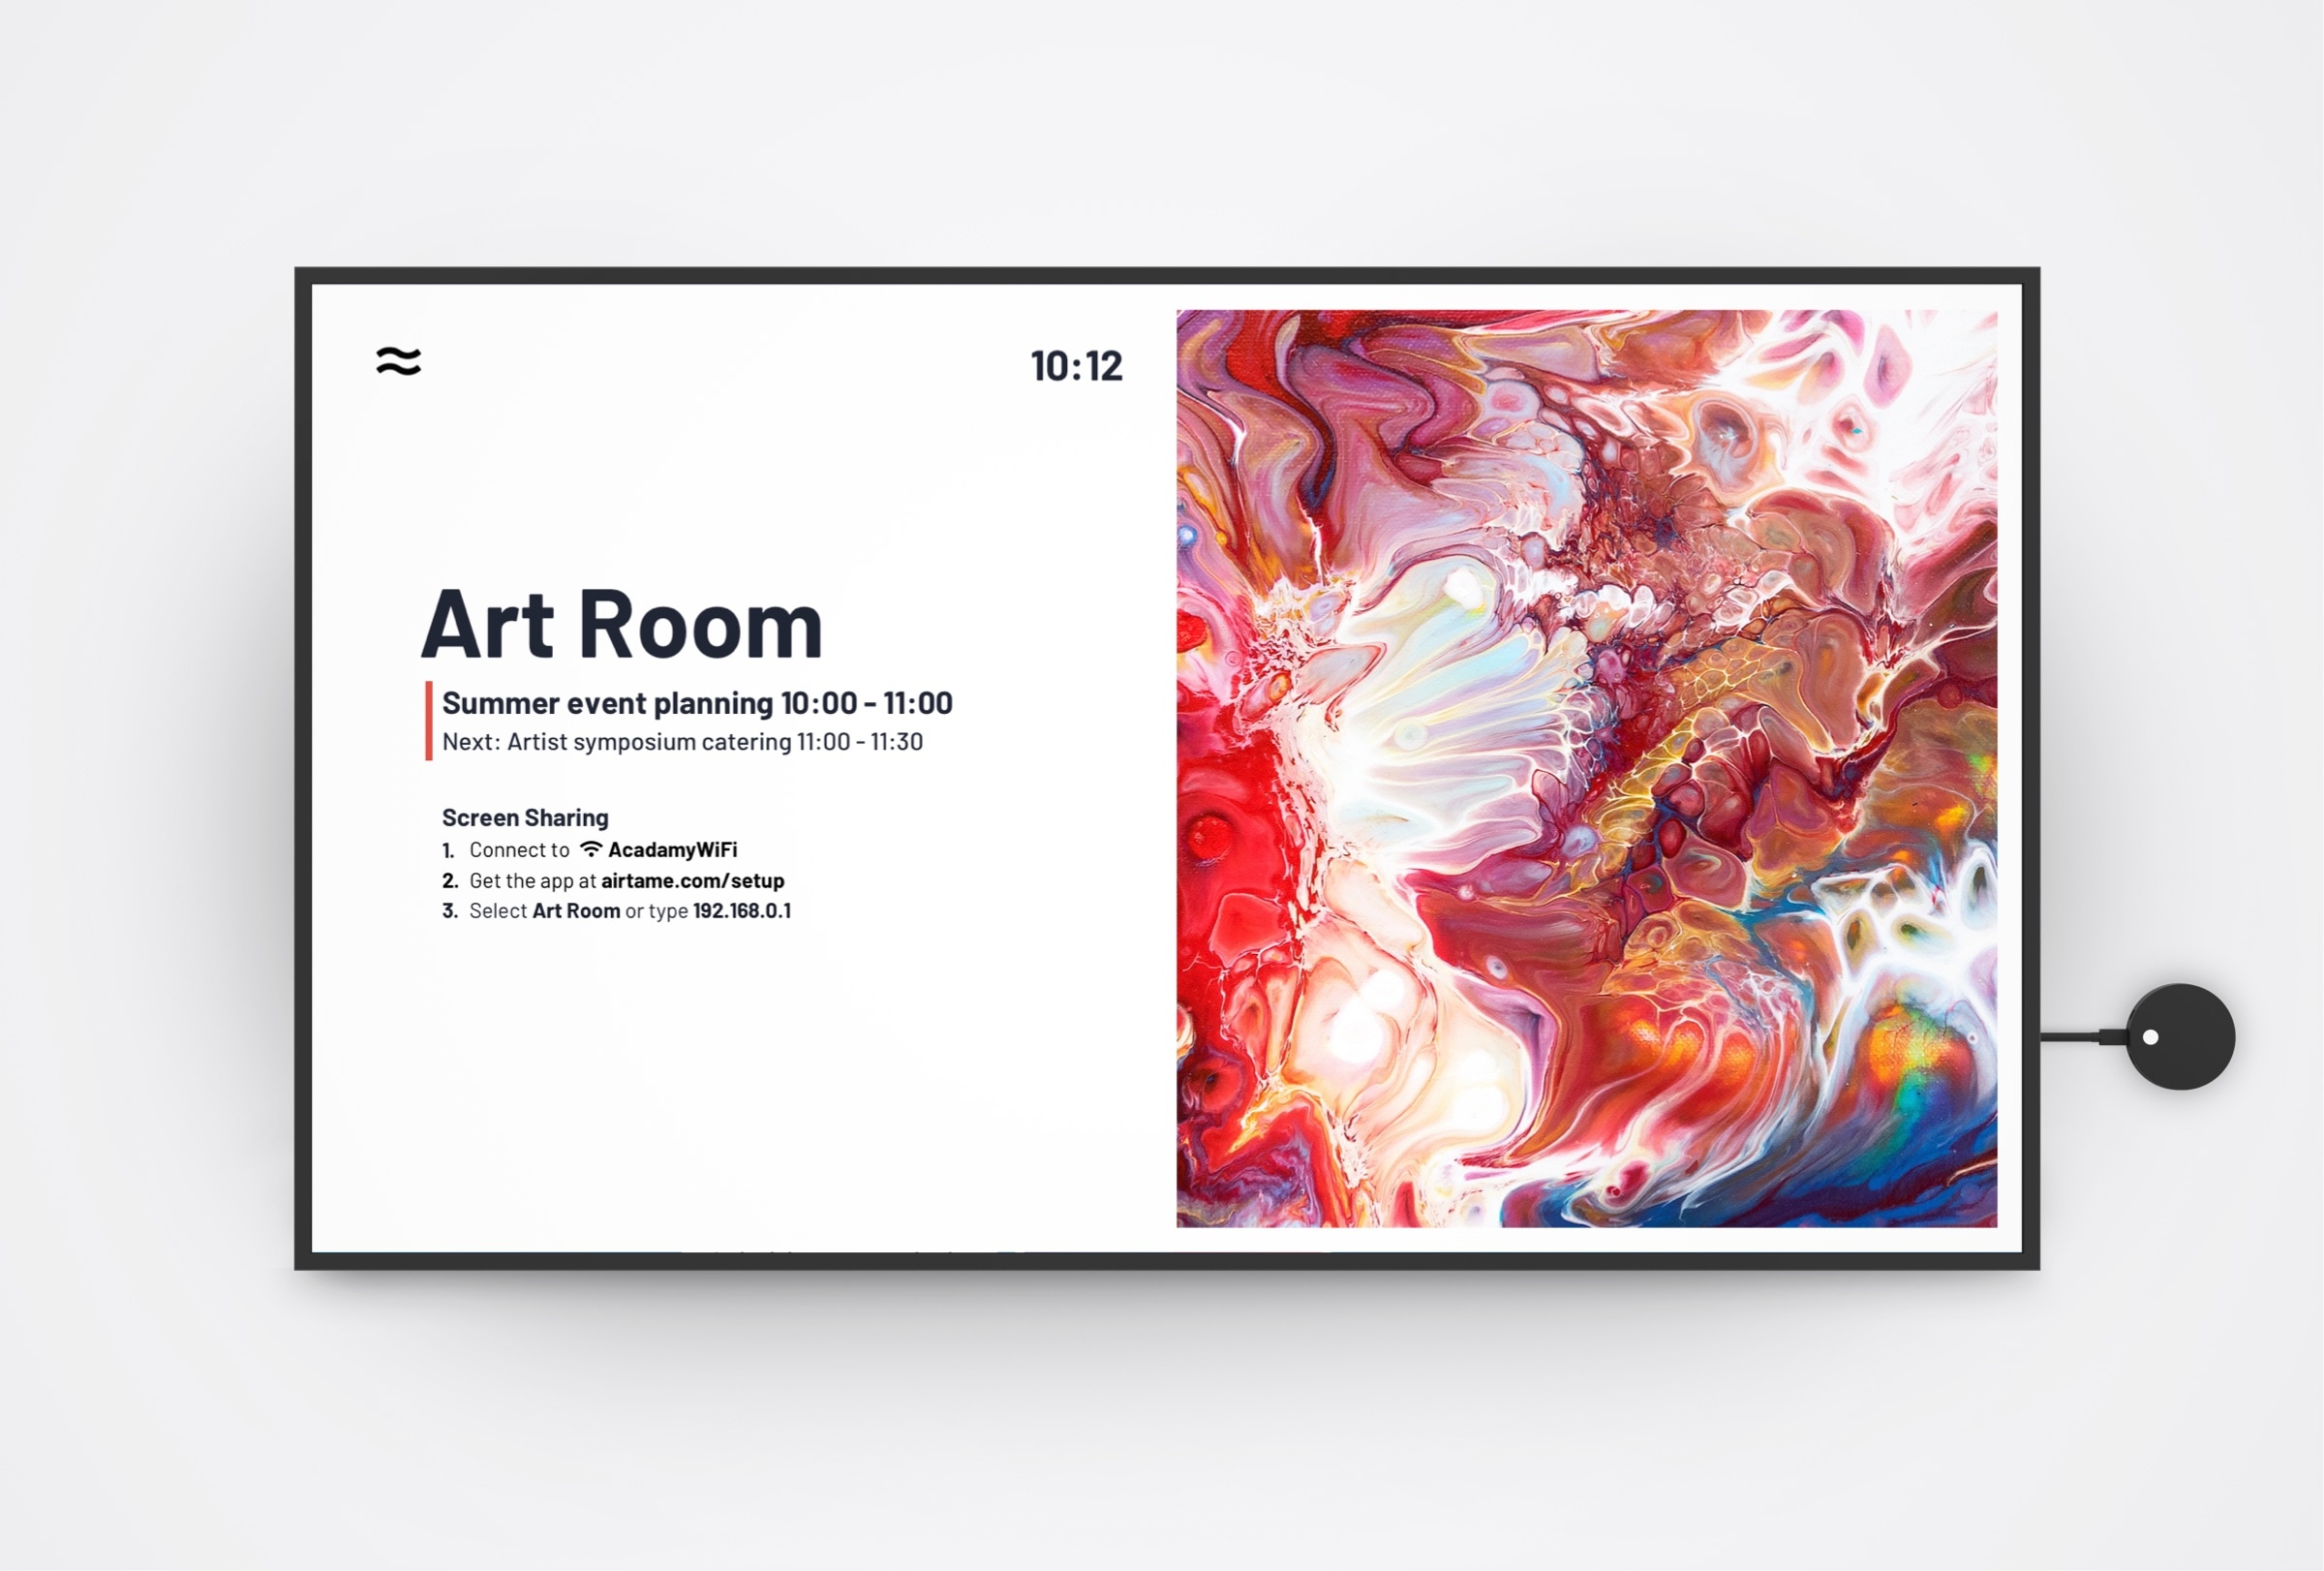 10:12
Art Room
Summer event planning 10:00 - 11:00
Next: Artist symposium catering 11:00 - 11:30
Screen Sharing
1. Connect to AcadamyWiFi
2. Get the app at airtame.com/setup
3. Select Art Room or type 192.168.0.1